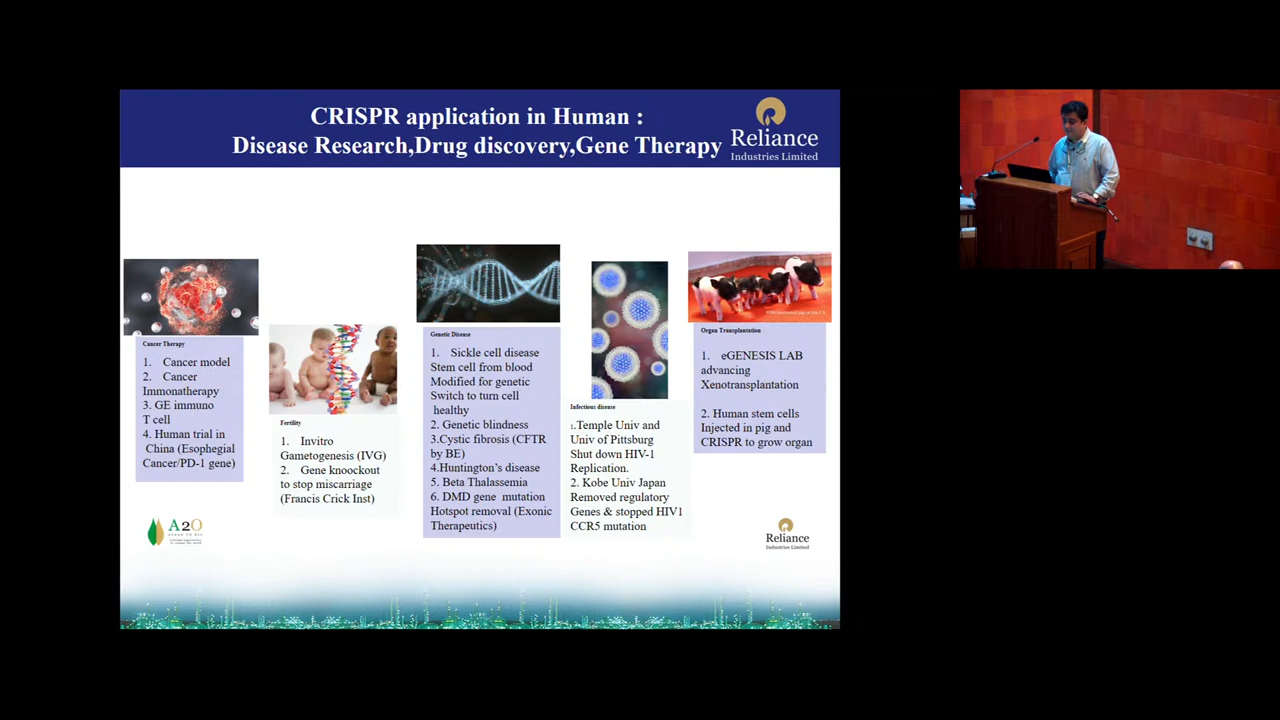 CRISPR application in Human :
Disease Research,Drug discovery,Gene Therapy
Reliance
Industries Limited
Cancer Therapy
1. Cancer model
2. Cancer
Immonatherapy
3. GE immuno
T cell
4. Human trial in
China (Esophegial
Cancer/PD-1 gene)
Fertility
1. Invitro
Gametogenesis (IVG)
2. Gene knoockout
to stop miscarriage
(Francis Crick Inst)
Genetic Disease
1. Sickle cell disease
Stem cell from blood
Modified for genetic
Switch to turn cell
healthy
2. Genetic blindness
3.Cystic fibrosis (CFTR
by BE)
4.Huntington's disease
5. Beta Thalassemia
6. DMD gene mutation
Hotspot removal (Exonic
Therapeutics)
Infectious disease
1.Temple Univ and
Univ of Pittsburg
Shut down HIV-1
Replication.
2. Kobe Univ Japan
Removed regulatory
Genes & stopped HIV1
CCR5 mutation
Organ Transplantation
1. eGENESIS LAB
advancing
Xenotransplantation
2. Human stem cells
Injected in pig and
CRISPR to grow organ
A2O
Reliance
Industries Limited